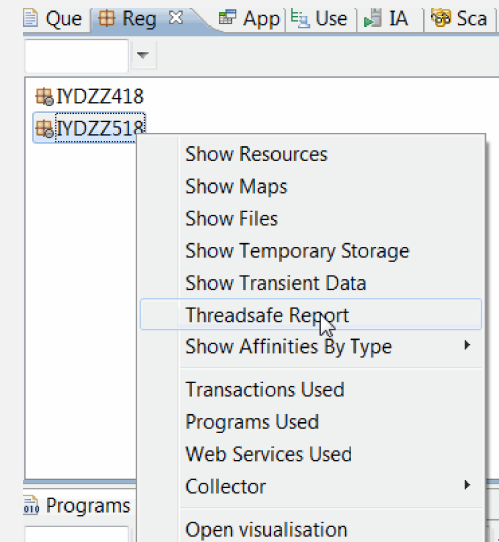 Que Reg App Use IA Sca
IYDZZ418
IYDZZ518
Show Resources
Show Maps
Show Files
Show Temporary Storage
Show Transient Data
Threadsafe Report
Show Affinities By Type
Transactions Used
Programs Used
Web Services Used
Collector
Programs
Open visualisation